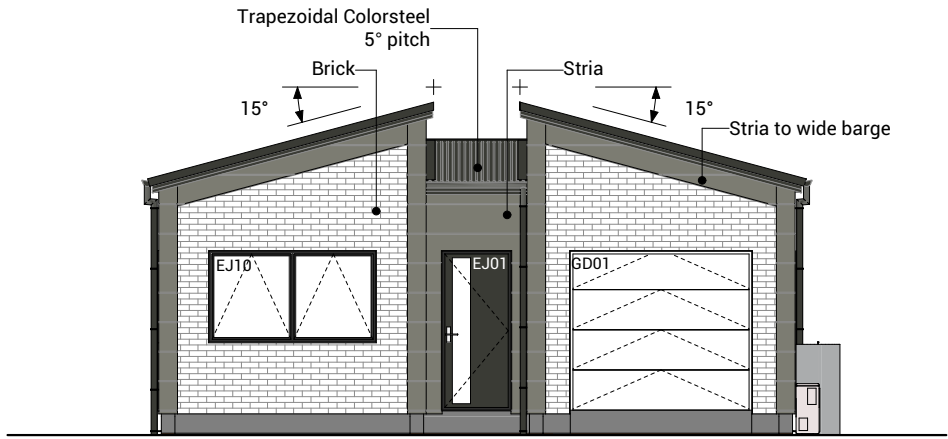 Trapezoidal Colorsteel
5° pitch
Brick
Stria
15°
15°
Stria to wide barge
EJ10
EJ01
GD01